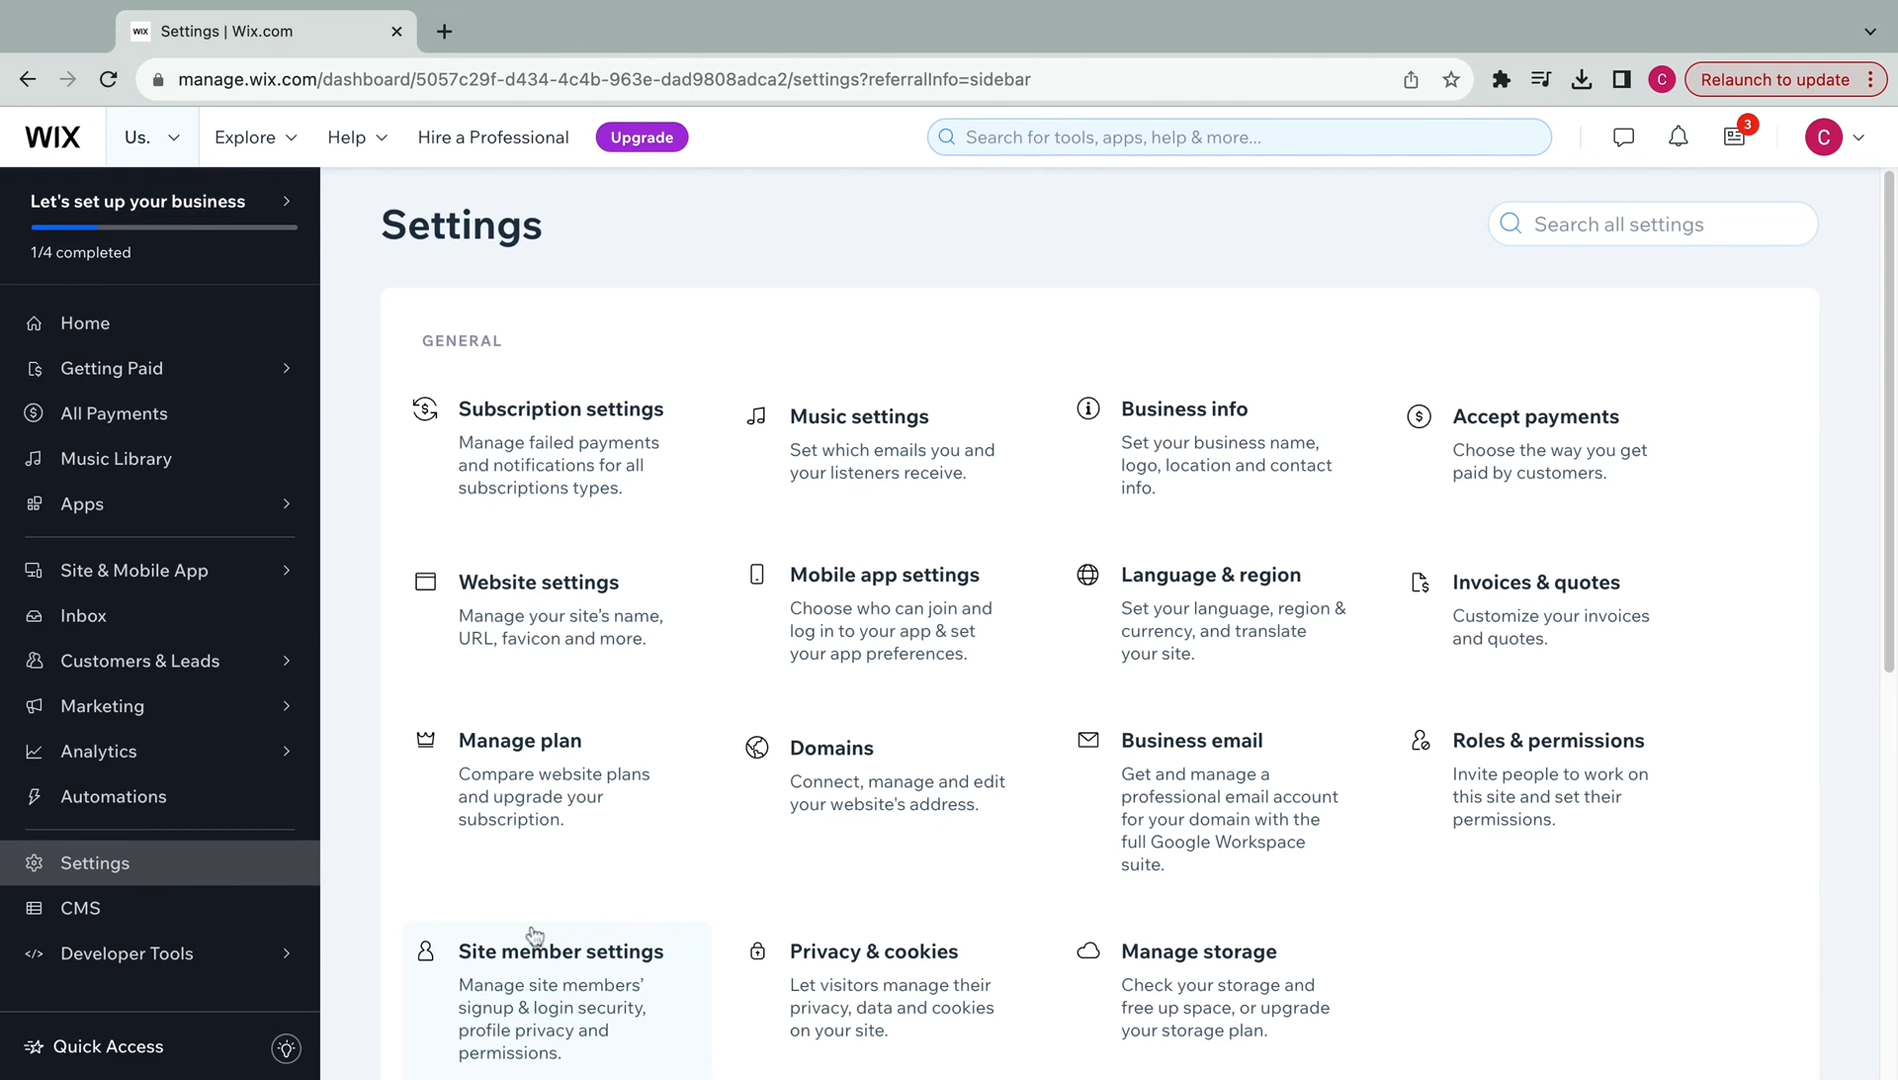 WIX Settings | Wix.com
manage.wix.com/dashboard/5057c29f-d434-4c4b-963e-dad9808adca2/settings?referralInfo=sidebar
C
Relaunch to update
WIX
Us.
Explore
Help
Hire a Professional
Upgrade
Search for tools, apps, help & more...
3
C
Let's set up your business
1/4 completed
Home
Getting Paid
All Payments
Music Library
Apps
Site & Mobile App
Inbox
Customers & Leads
Marketing
Analytics
Automations
Settings
CMS
Developer Tools
Quick Access
Settings
Search all settings
GENERAL
Subscription settings
Manage failed payments
and notifications for all
subscriptions types.
Music settings
Set which emails you and
your listeners receive.
Business info
Set your business name,
logo, location and contact
info.
Accept payments
Choose the way you get
paid by customers.
Website settings
Manage your site's name,
URL, favicon and more.
Mobile app settings
Choose who can join and
log in to your app & set
your app preferences.
Language & region
Set your language, region &
currency, and translate
your site.
Invoices & quotes
Customize your invoices
and quotes.
Manage plan
Compare website plans
and upgrade your
subscription.
Domains
Connect, manage and edit
your website's address.
Business email
Get and manage a
professional email account
for your domain with the
full Google Workspace
suite.
Roles & permissions
Invite people to work on
this site and set their
permissions.
Site member settings
Manage site members'
signup & login security,
profile privacy and
permissions.
Privacy & cookies
Let visitors manage their
privacy, data and cookies
on your site.
Manage storage
Check your storage and
free up space, or upgrade
your storage plan.